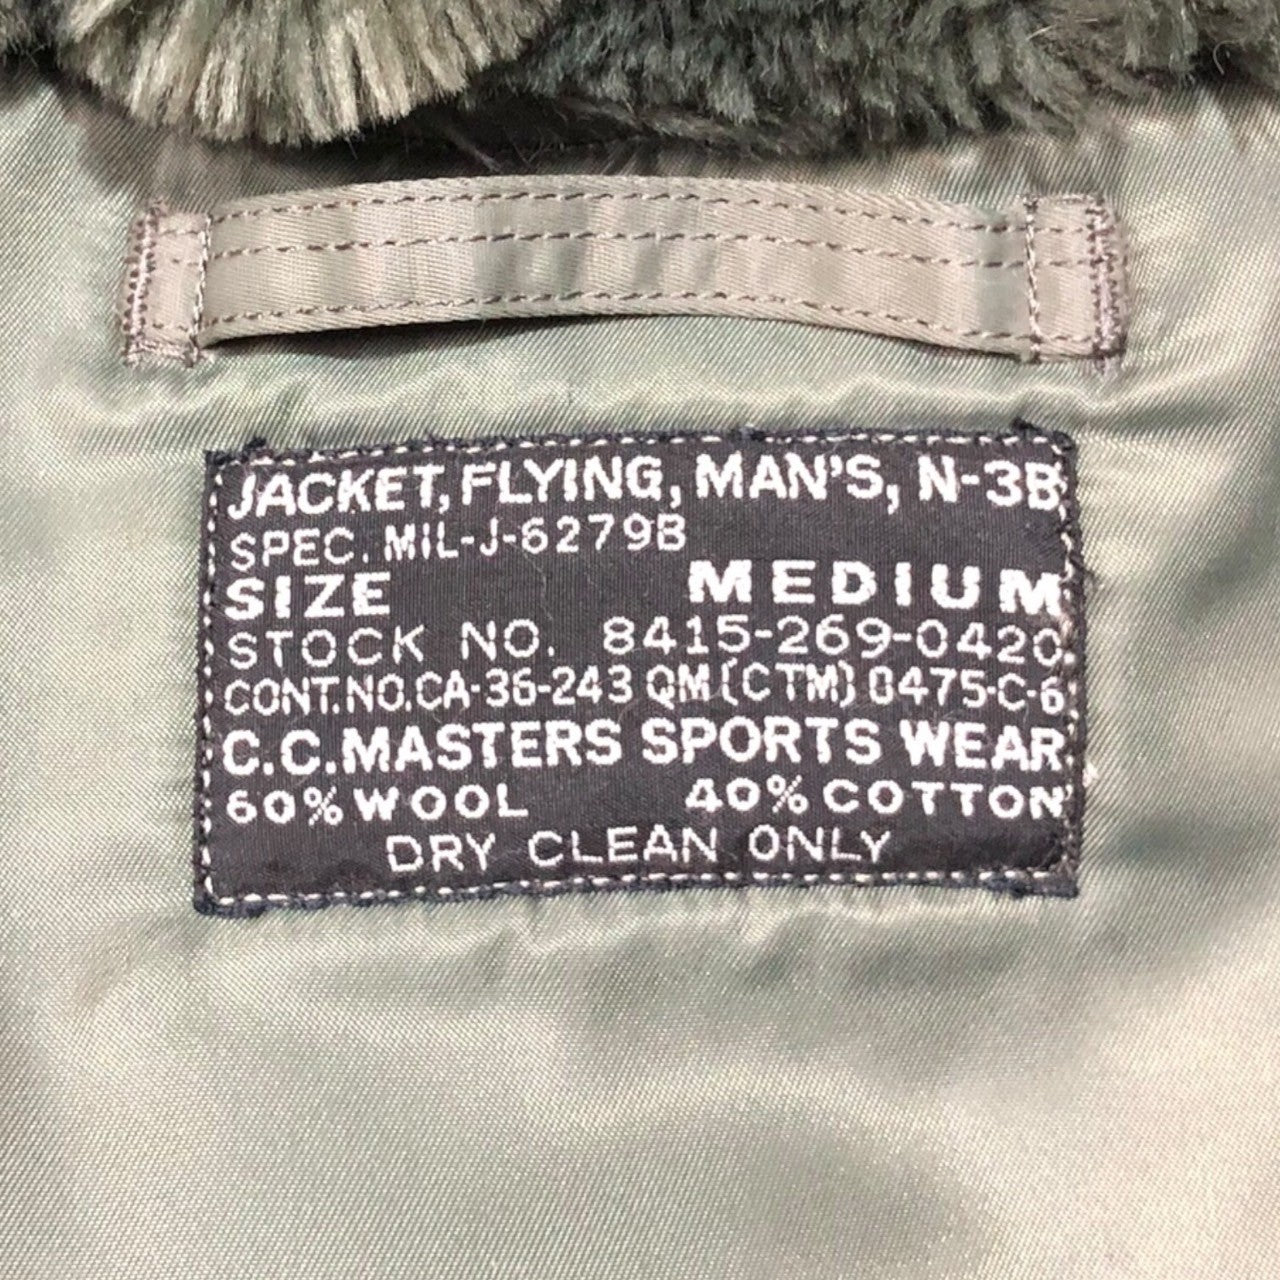 JACKET, FLYING, MAN'S, N-3B
SPEC. MIL-J-6279B
SIZE MEDIUM
STOCK NO. 8415-269-0420
CONT.NO.CA-36-243 QM(CTM) 0475-C-6
C.C.MASTERS SPORTS WEAR
60% WOOL 40% COTTON
DRY CLEAN ONLY